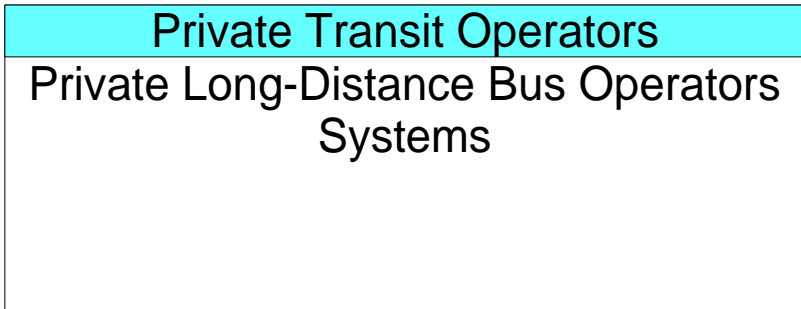 Private Transit Operators
Private Long-Distance Bus Operators
Systems